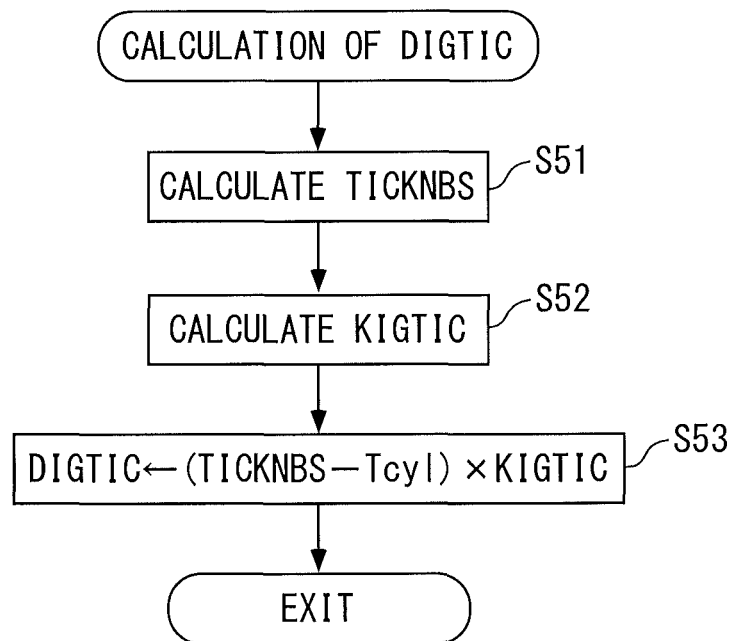 CALCULATION OF DIGTIC
CALCULATE TICKNBS
S51
CALCULATE KIGTIC
S52
DIGTIC←(TICKNBS−Tcyl)×KIGTIC
S53
EXIT